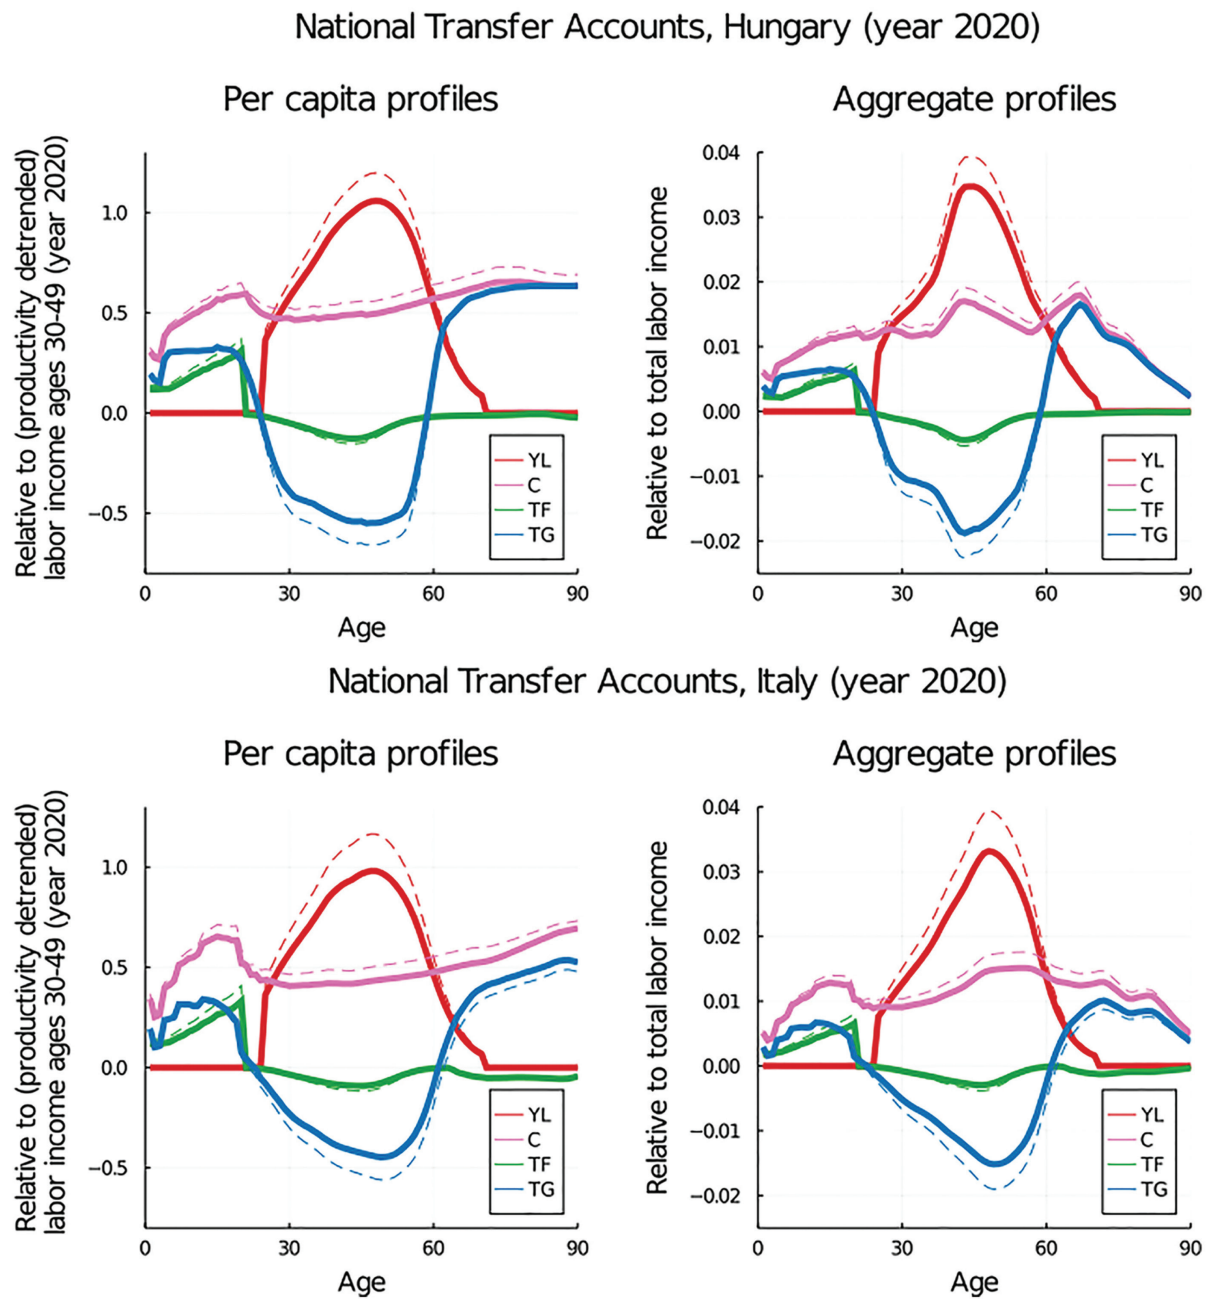 National Transfer Accounts, Hungary (year 2020)
Per capita profiles
Relative to (productivity detrended)
labor income ages 30-49 (year 2020)
1.0
0.5
0.0
−0.5
0
30
60
90
Age
YL
C
TF
TG
Aggregate profiles
Relative to total labor income
0.04
0.03
0.02
0.01
0.00
−0.01
−0.02
0
30
60
90
Age
YL
C
TF
TG
National Transfer Accounts, Italy (year 2020)
Per capita profiles
Relative to (productivity detrended)
labor income ages 30-49 (year 2020)
1.0
0.5
0.0
−0.5
0
30
60
90
Age
YL
C
TF
TG
Aggregate profiles
Relative to total labor income
0.04
0.03
0.02
0.01
0.00
−0.01
−0.02
0
30
60
90
Age
YL
C
TF
TG